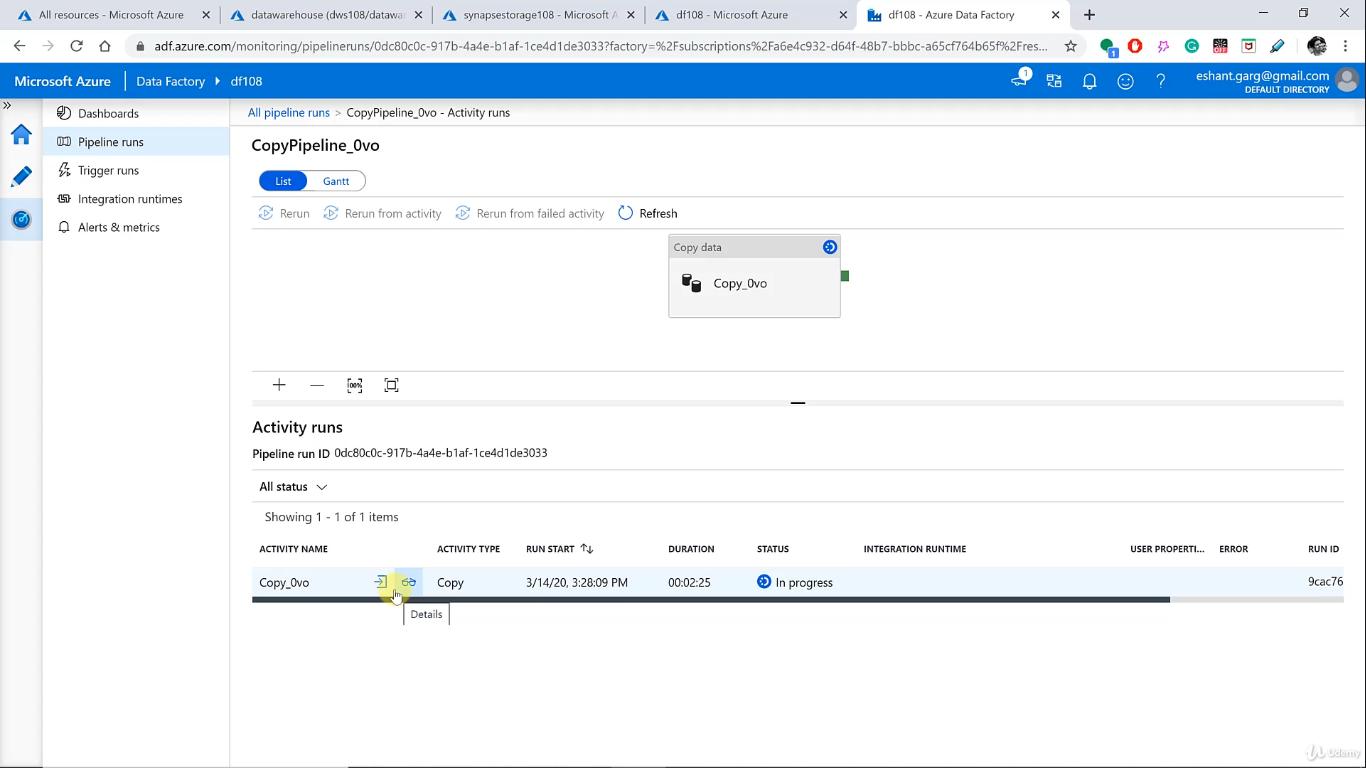 All resources - Microsoft Azure
datawarehouse (dws108/datawar
synapsestorage108 - Microsoft A
df108 - Microsoft Azure
df108 - Azure Data Factory
adf.azure.com/monitoring/pipelineruns/0dc80c0c-917b-4a4e-b1af-1ce4d1de3033?factory=%2Fsubscriptions%2Fa6e4c932-d64f-48b7-bbbc-a65cf764b65f%2Fres...
1
Microsoft Azure
Data Factory
df108
1
eshant.garg@gmail.com
DEFAULT DIRECTORY
Dashboards
Pipeline runs
Trigger runs
Integration runtimes
Alerts & metrics
All pipeline runs > CopyPipeline_0vo - Activity runs
CopyPipeline_0vo
List
Gantt
Rerun
Rerun from activity
Rerun from failed activity
Refresh
Copy data
Copy_0vo
Activity runs
Pipeline run ID 0dc80c0c-917b-4a4e-b1af-1ce4d1de3033
All status
Showing 1 - 1 of 1 items
ACTIVITY NAME ACTIVITY TYPE RUN START DURATION STATUS INTEGRATION RUNTIME USER PROPERTI... ERROR RUN ID
Copy_0vo Copy 3/14/20, 3:28:09 PM 00:02:25 In progress 9cac76
Details
Udemy